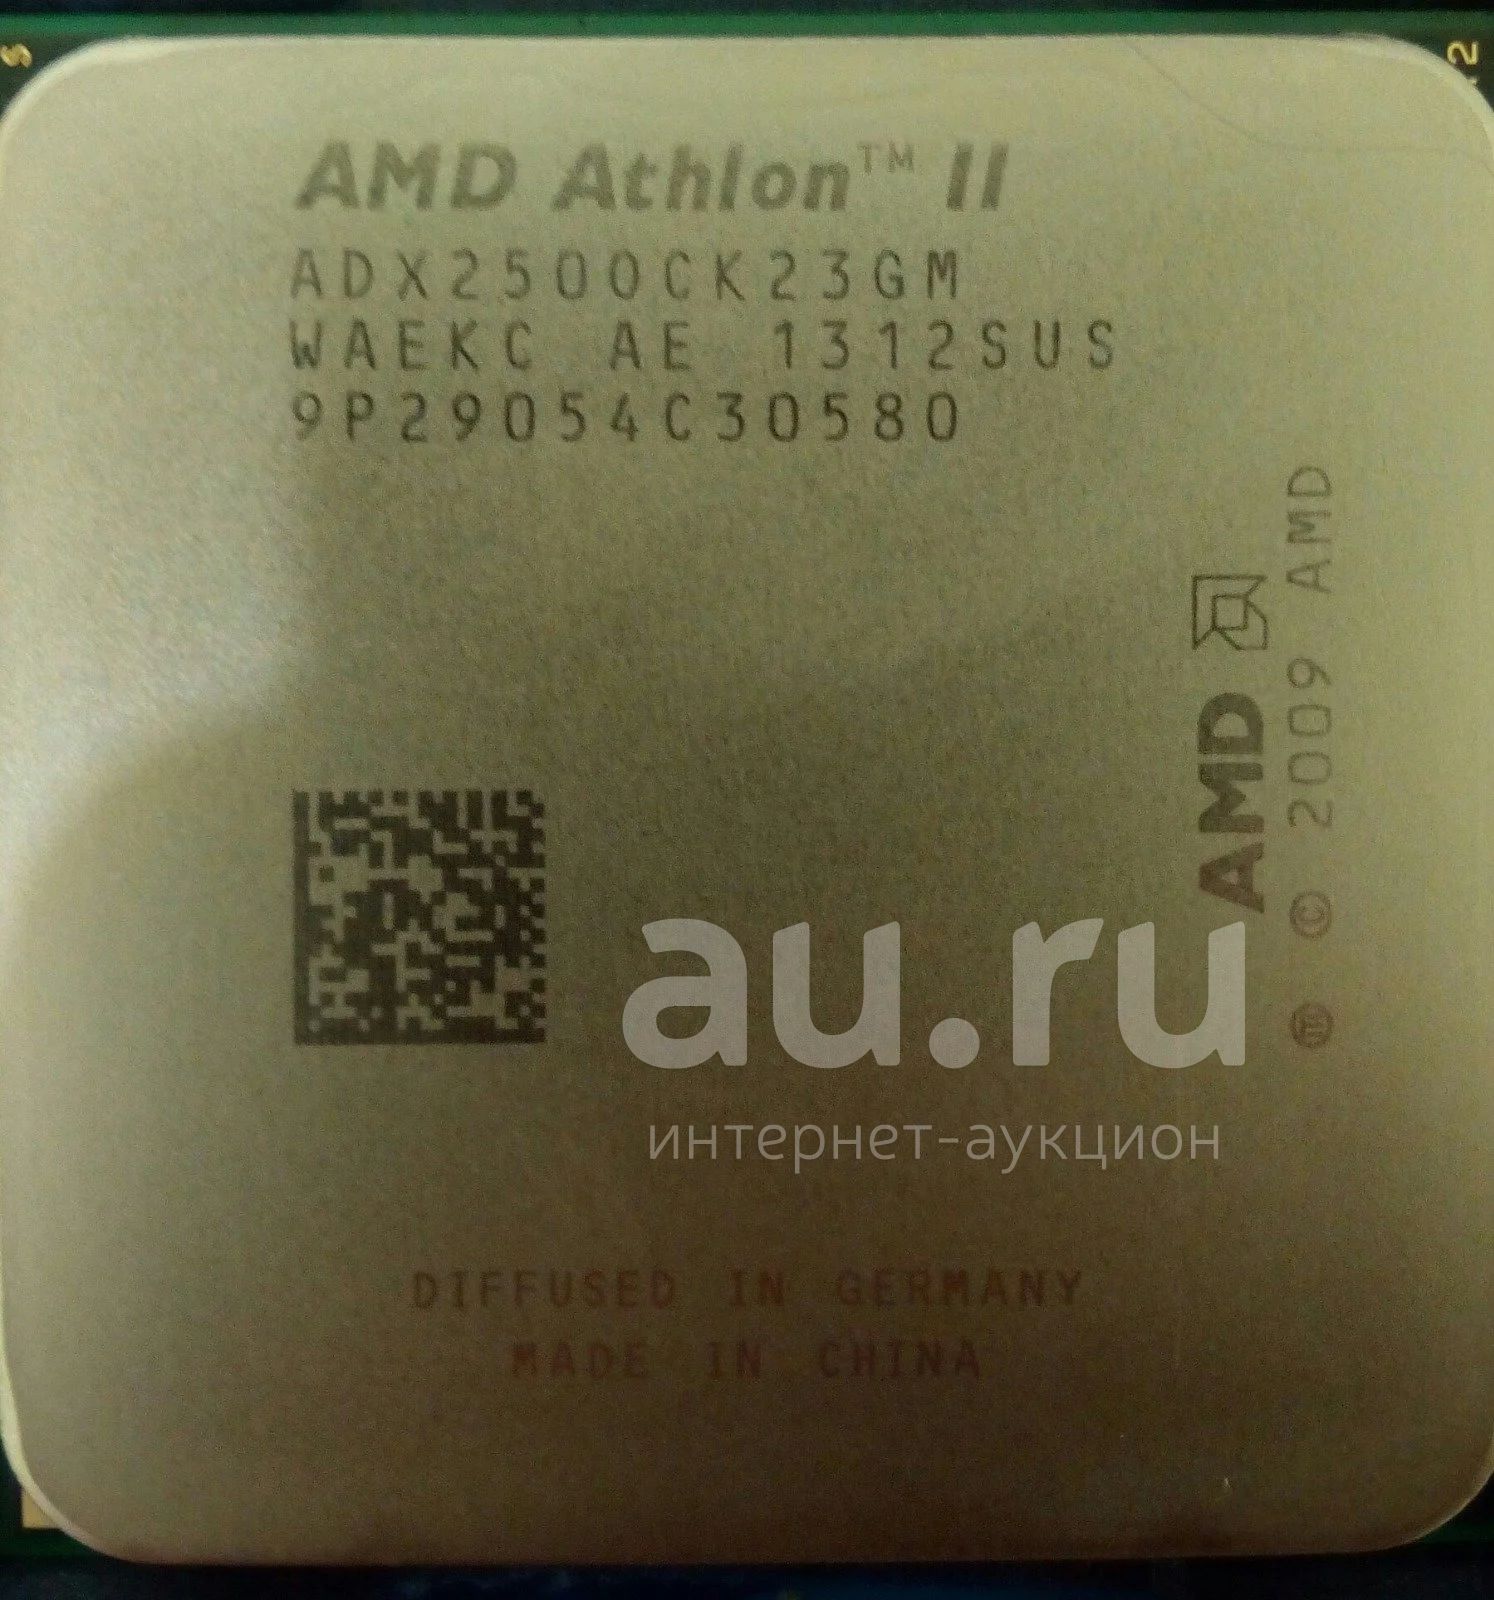 AMD Athlon™ II
ADX2500CK23GM
WAEKC AE 1312SUS
9P29054C30580
AMD
® © 2009 AMD
au.ru
интернет-аукцион
DIFFUSED IN GERMANY
MADE IN CHINA